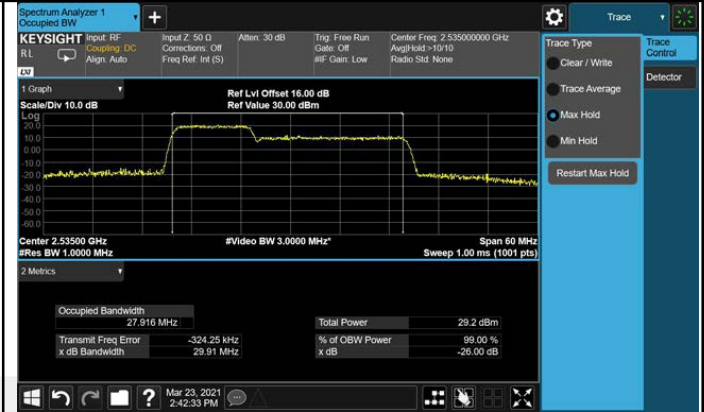 Spectrum Analyzer 1
Occupied BW
+
Trace
KEYSIGHT
RL
LXI
Input: RF
Coupling: DC
Align: Auto
Input Z: 50 Ω
Corrections: Off
Freq Ref: Int (S)
Atten: 30 dB
Trig: Free Run
Gate: Off
#IF Gain: Low
Center Freq: 2.535000000 GHz
Avg|Hold:>10/10
Radio Std: None
Trace Type
Clear / Write
Trace Average
Max Hold
Min Hold
Restart Max Hold
Trace
Control
Detector
1 Graph
Scale/Div 10.0 dB
Ref Lvl Offset 16.00 dB
Ref Value 30.00 dBm
Log
20.0
10.0
0.00
-10.0
-20.0
-30.0
-40.0
-50.0
-60.0
Center 2.53500 GHz
#Res BW 1.0000 MHz
#Video BW 3.0000 MHz*
Span 60 MHz
Sweep 1.00 ms (1001 pts)
2 Metrics
Occupied Bandwidth
27.916 MHz
Transmit Freq Error -324.25 kHz
x dB Bandwidth 29.91 MHz
Total Power 29.2 dBm
% of OBW Power 99.00 %
x dB -26.00 dB
?
Mar 23, 2021
2:42:33 PM